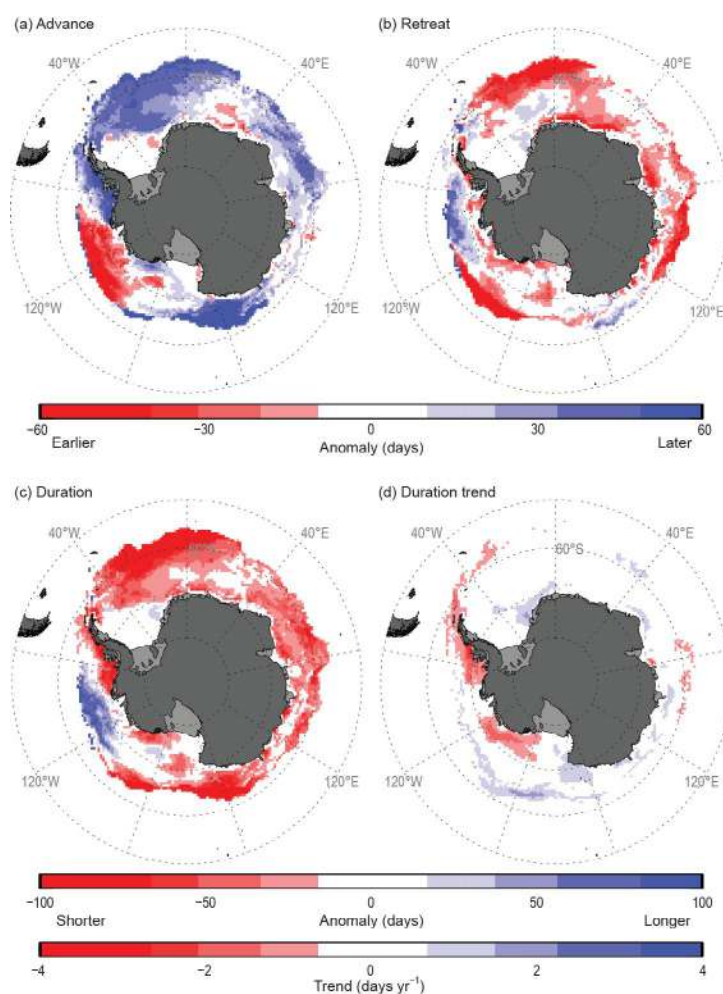 (a) Advance
(b) Retreat
40°W
40°E
60°S
40°W
40°E
120°W
120°E
120°W
120°E
−60
−30
0
30
60
Earlier
Anomaly (days)
Later
(c) Duration
(d) Duration trend
40°W
40°E
60°S
40°W
60°S
40°E
120°W
120°E
120°W
120°E
−100
−50
0
50
100
Shorter
Anomaly (days)
Longer
−4
−2
0
2
4
Trend (days yr⁻¹)